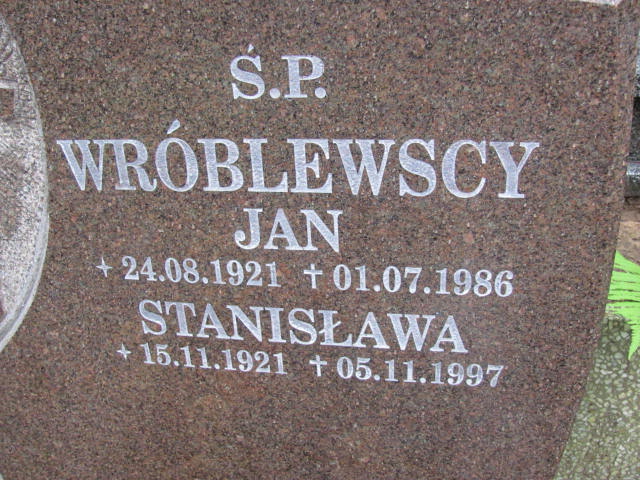 Ś.P.
WRÓBLEWSCY
JAN
+ 24.08.1921 † 01.07.1986
STANISŁAWA
+ 15.11.1921 † 05.11.1997